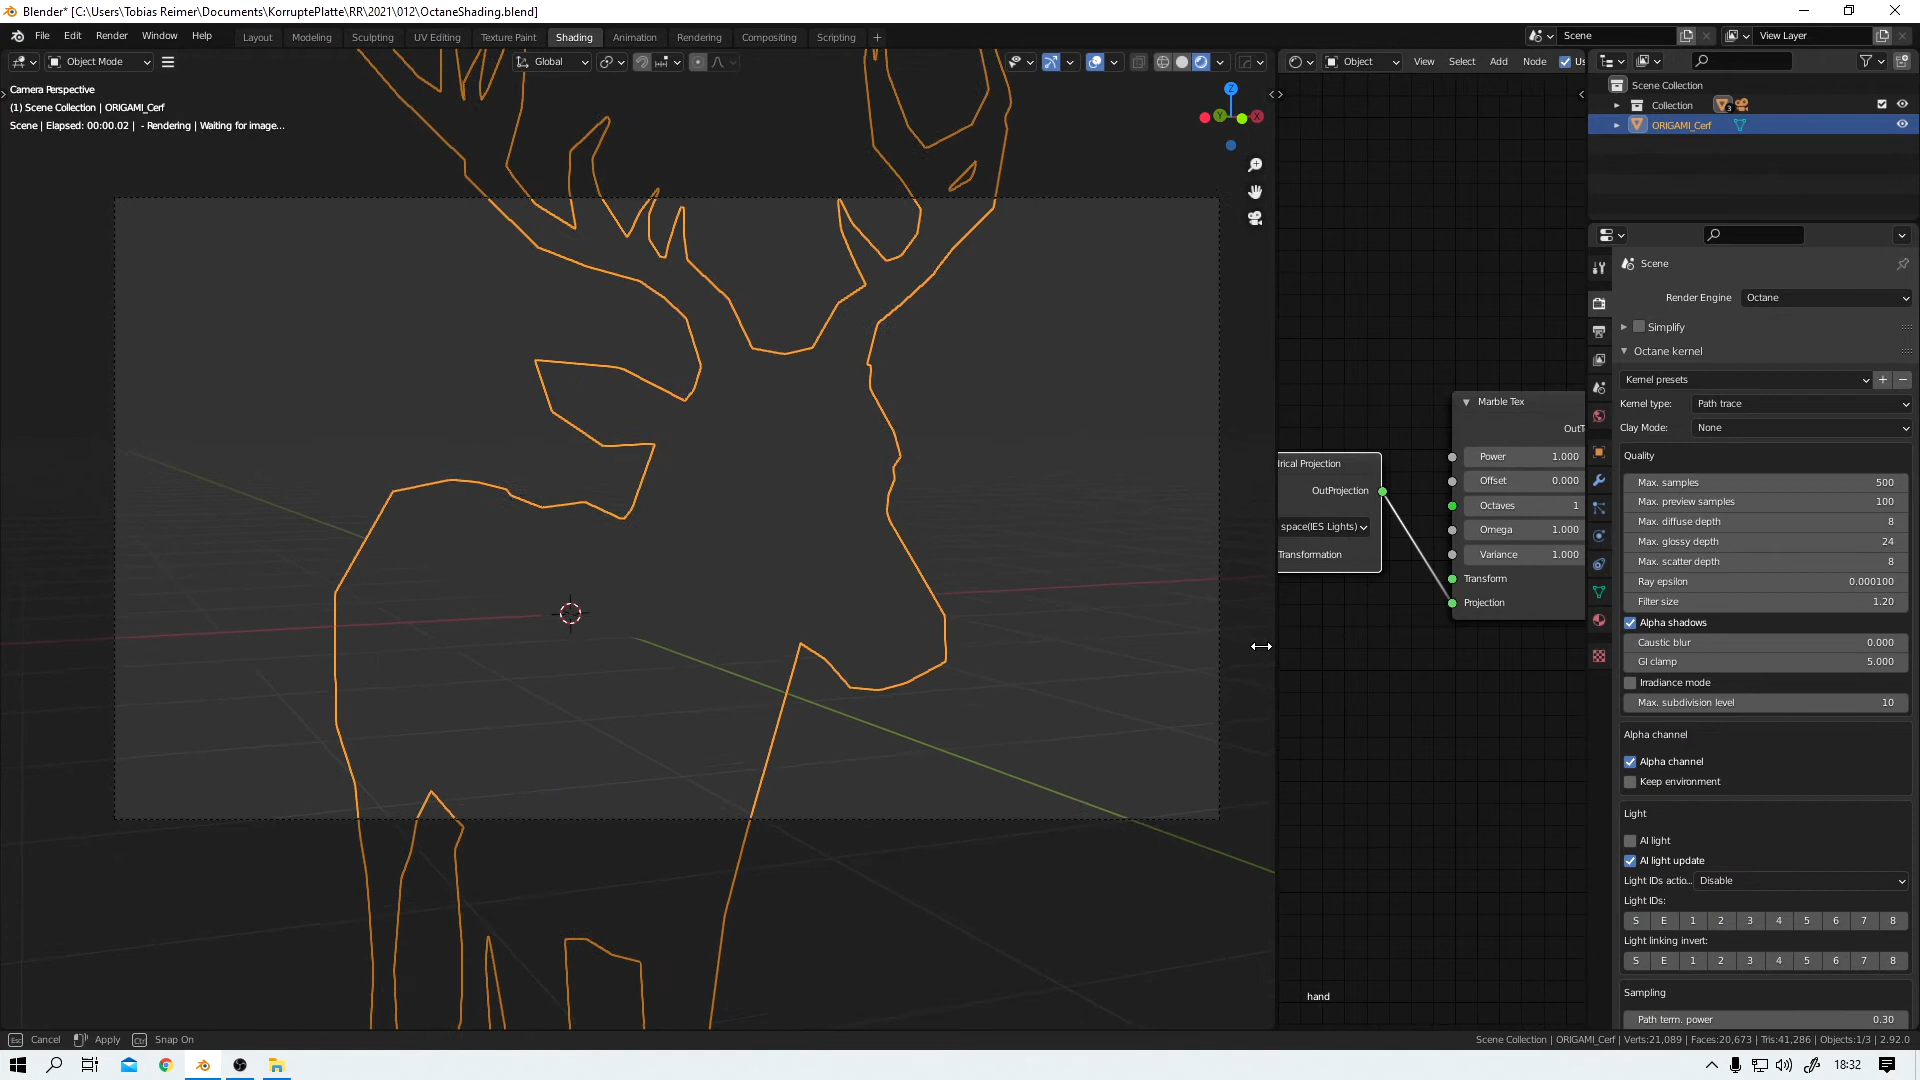 Blender* [C:\Users\Tobias Reimer\Documents\KorruptePlatte\RR\2021\012\OctaneShading.blend]
File Edit Render Window Help Layout Modeling Sculpting UV Editing Texture Paint Shading Animation Rendering Compositing Scripting Scene View Layer
Object Mode Global Object View Select Add Node Us
Camera Perspective
(1) Scene Collection | ORIGAMI_Cerf
Scene | Elapsed: 00:00.02 | - Rendering | Waiting for image...
Z
Y
X
Scene Collection
Collection 3
ORIGAMI_Cerf
Scene
Render Engine Octane
Simplify
Octane kernel
Kernel presets
Kernel type: Path trace
Clay Mode: None
Quality
Max. samples 500
Max. preview samples 100
Max. diffuse depth 8
Max. glossy depth 24
Max. scatter depth 8
Ray epsilon 0.000100
Filter size 1.20
Alpha shadows
Caustic blur 0.000
GI clamp 5.000
Irradiance mode
Max. subdivision level 10
Alpha channel
Alpha channel
Keep environment
Light
AI light
AI light update
Light IDs actio... Disable
Light IDs:
S E 1 2 3 4 5 6 7 8
Light linking invert:
S E 1 2 3 4 5 6 7 8
Sampling
Path term. power 0.30
drical Projection
OutProjection
space(IES Lights)
Transformation
Marble Tex
OutT
Power 1.000
Offset 0.000
Octaves 1
Omega 1.000
Variance 1.000
Transform
Projection
hand
Esc Cancel Apply Ctrl Snap On
Scene Collection | ORIGAMI_Cerf | Verts:21,089 | Faces:20,673 | Tris:41,286 | Objects:1/3 | 2.92.0
18:32